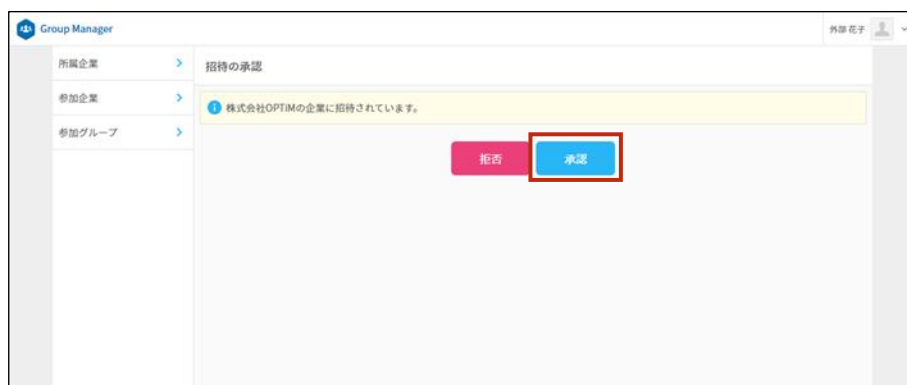 Group Manager
外部 花子
所属企業
参加企業
参加グループ
招待の承認
株式会社OPTiMの企業に招待されています。
拒否
承認